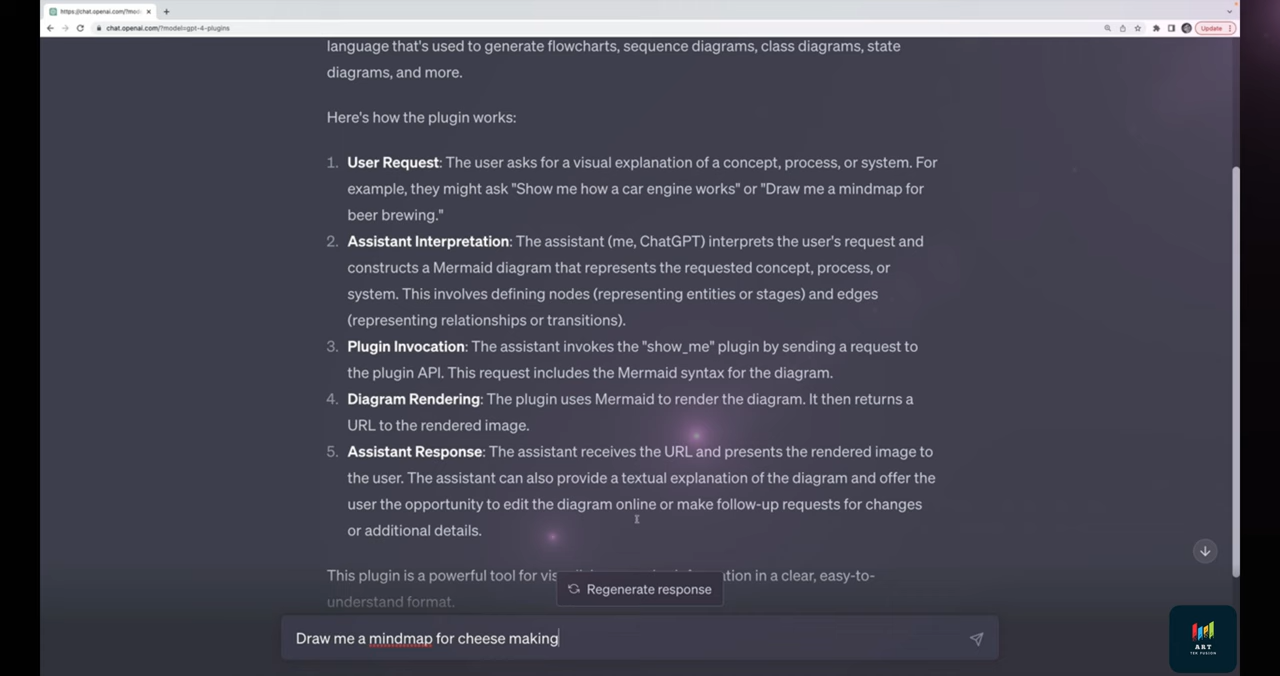 https://chat.openai.com/?mod
chat.openai.com/?model=gpt-4-plugins
Update
language that's used to generate flowcharts, sequence diagrams, class diagrams, state
diagrams, and more.
Here's how the plugin works:
1. User Request: The user asks for a visual explanation of a concept, process, or system. For
example, they might ask "Show me how a car engine works" or "Draw me a mindmap for
beer brewing."
2. Assistant Interpretation: The assistant (me, ChatGPT) interprets the user's request and
constructs a Mermaid diagram that represents the requested concept, process, or
system. This involves defining nodes (representing entities or stages) and edges
(representing relationships or transitions).
3. Plugin Invocation: The assistant invokes the "show_me" plugin by sending a request to
the plugin API. This request includes the Mermaid syntax for the diagram.
4. Diagram Rendering: The plugin uses Mermaid to render the diagram. It then returns a
URL to the rendered image.
5. Assistant Response: The assistant receives the URL and presents the rendered image to
the user. The assistant can also provide a textual explanation of the diagram and offer the
user the opportunity to edit the diagram online or make follow-up requests for changes
or additional details.
This plugin is a powerful tool for in a clear, easy-to-
understand format.
Regenerate response
Draw me a mindmap for cheese making
ART